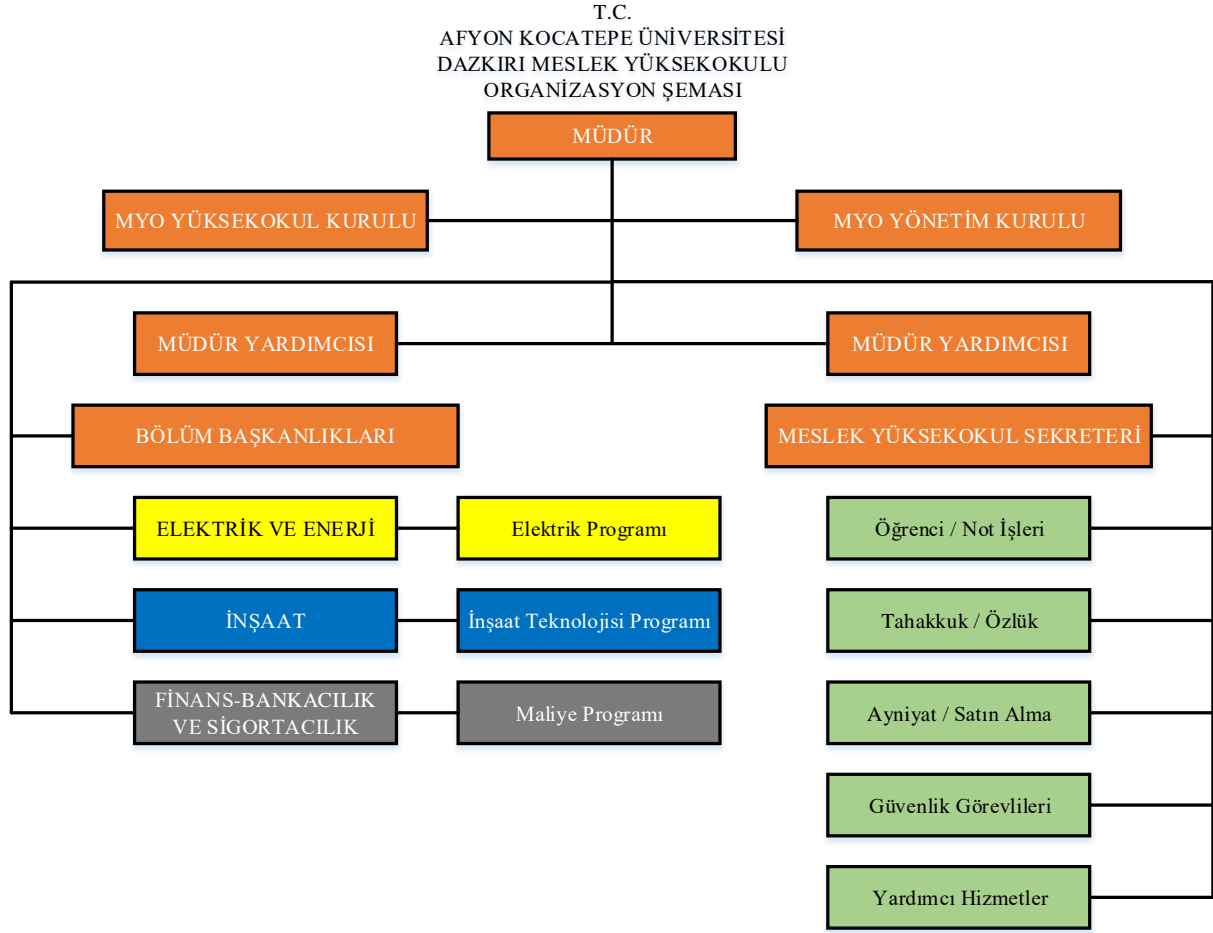 T.C.
AFYON KOCATEPE ÜNİVERSİTESİ
DAZKIRI MESLEK YÜKSEKOKULU
ORGANİZASYON ŞEMASI
MÜDÜR
MYO YÜKSEKOKUL KURULU
MYO YÖNETİM KURULU
MÜDÜR YARDIMCISI
MÜDÜR YARDIMCISI
BÖLÜM BAŞKANLIKLARI
MESLEK YÜKSEKOKUL SEKRETERİ
ELEKTRİK VE ENERJİ
Elektrik Programı
Öğrenci / Not İşleri
İNŞAAT
İnşaat Teknolojisi Programı
Tahakkuk / Özlük
FİNANS-BANKACILIK
VE SİGORTACILIK
Maliye Programı
Ayniyat / Satın Alma
Güvenlik Görevlileri
Yardımcı Hizmetler